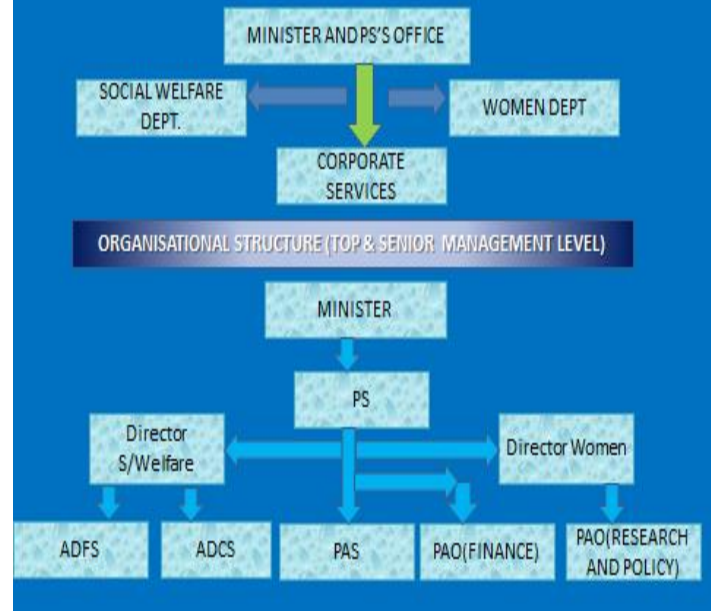 MINISTER AND PS'S OFFICE
SOCIAL WELFARE
DEPT.
WOMEN DEPT
CORPORATE
SERVICES
ORGANISATIONAL STRUCTURE (TOP & SENIOR MANAGEMENT LEVEL)
MINISTER
PS
Director
S/Welfare
Director Women
ADFS
ADCS
PAS
PAO(FINANCE)
PAO(RESEARCH
AND POLICY)